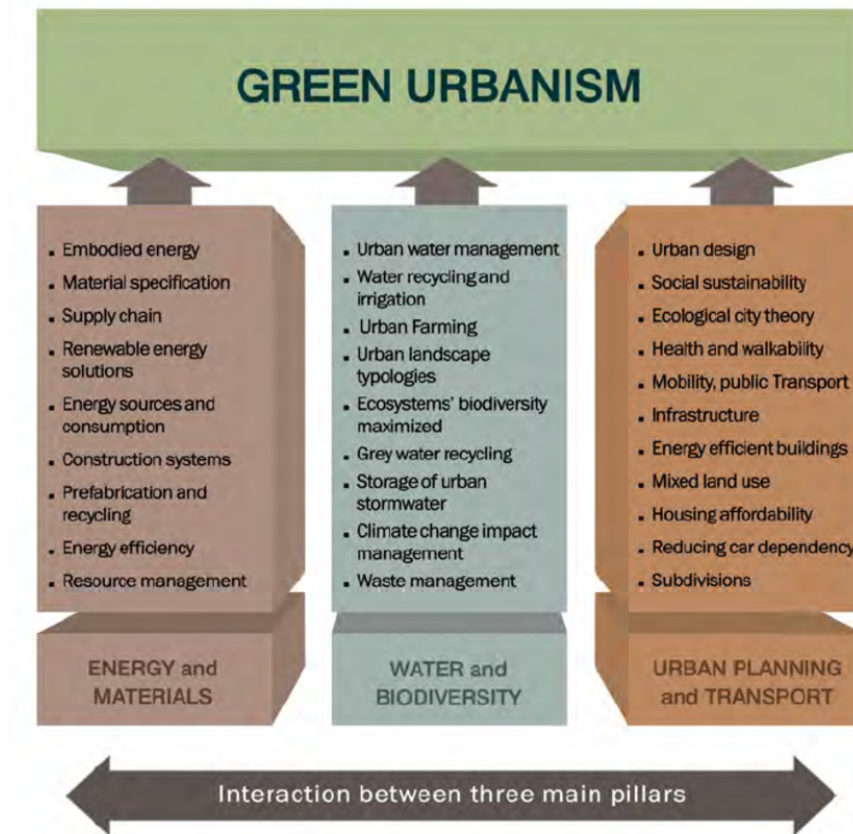 GREEN URBANISM
▪ Embodied energy
▪ Material specification
▪ Supply chain
▪ Renewable energy
solutions
▪ Energy sources and
consumption
▪ Construction systems
▪ Prefabrication and
recycling
▪ Energy efficiency
▪ Resource management
ENERGY and
MATERIALS
▪ Urban water management
▪ Water recycling and
irrigation
▪ Urban Farming
▪ Urban landscape
typologies
▪ Ecosystems' biodiversity
maximized
▪ Grey water recycling
▪ Storage of urban
stormwater
▪ Climate change impact
management
▪ Waste management
WATER and
BIODIVERSITY
▪ Urban design
▪ Social sustainability
▪ Ecological city theory
▪ Health and walkability
▪ Mobility, public Transport
▪ Infrastructure
▪ Energy efficient buildings
▪ Mixed land use
▪ Housing affordability
▪ Reducing car dependency
▪ Subdivisions
URBAN PLANNING
and TRANSPORT
Interaction between three main pillars